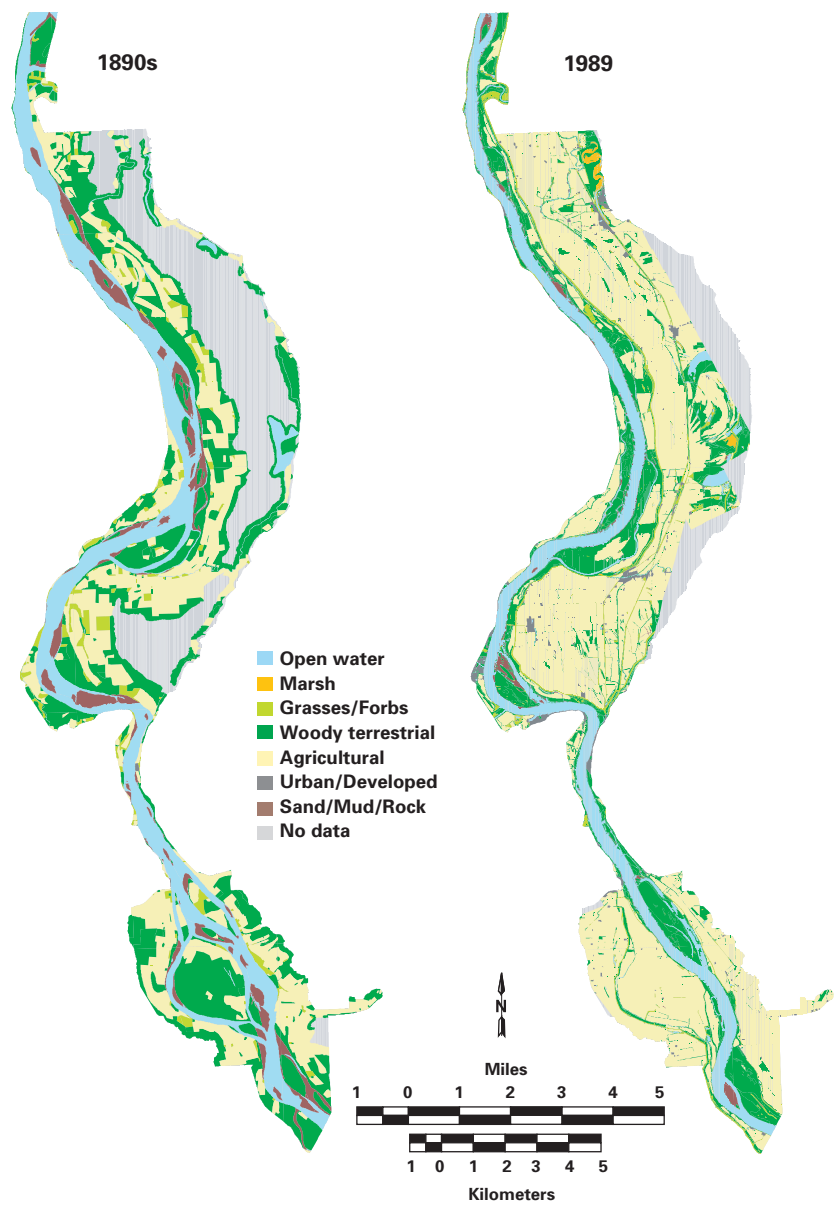 1890s
1989
Open water
Marsh
Grasses/Forbs
Woody terrestrial
Agricultural
Urban/Developed
Sand/Mud/Rock
No data
N
Miles
1 0 1 2 3 4 5
1 0 1 2 3 4 5
Kilometers